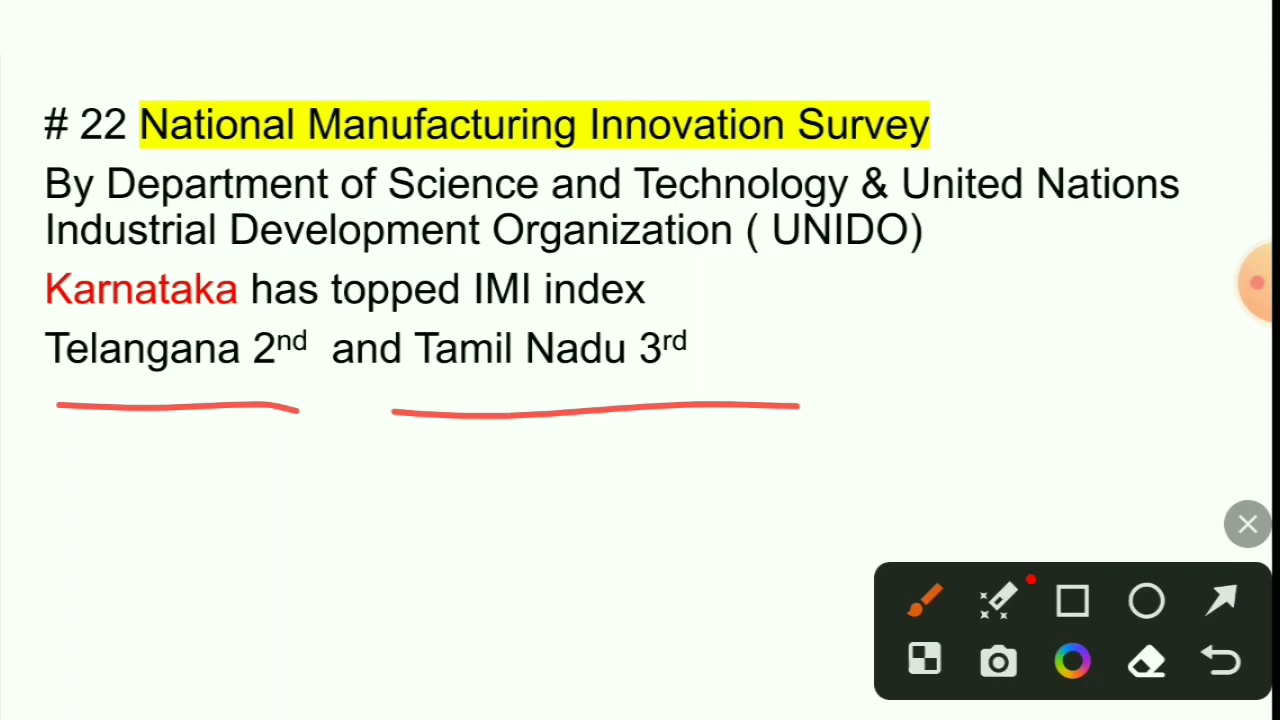 # 22 National Manufacturing Innovation Survey
By Department of Science and Technology & United Nations
Industrial Development Organization ( UNIDO)
Karnataka has topped IMI index
Telangana 2nd and Tamil Nadu 3rd